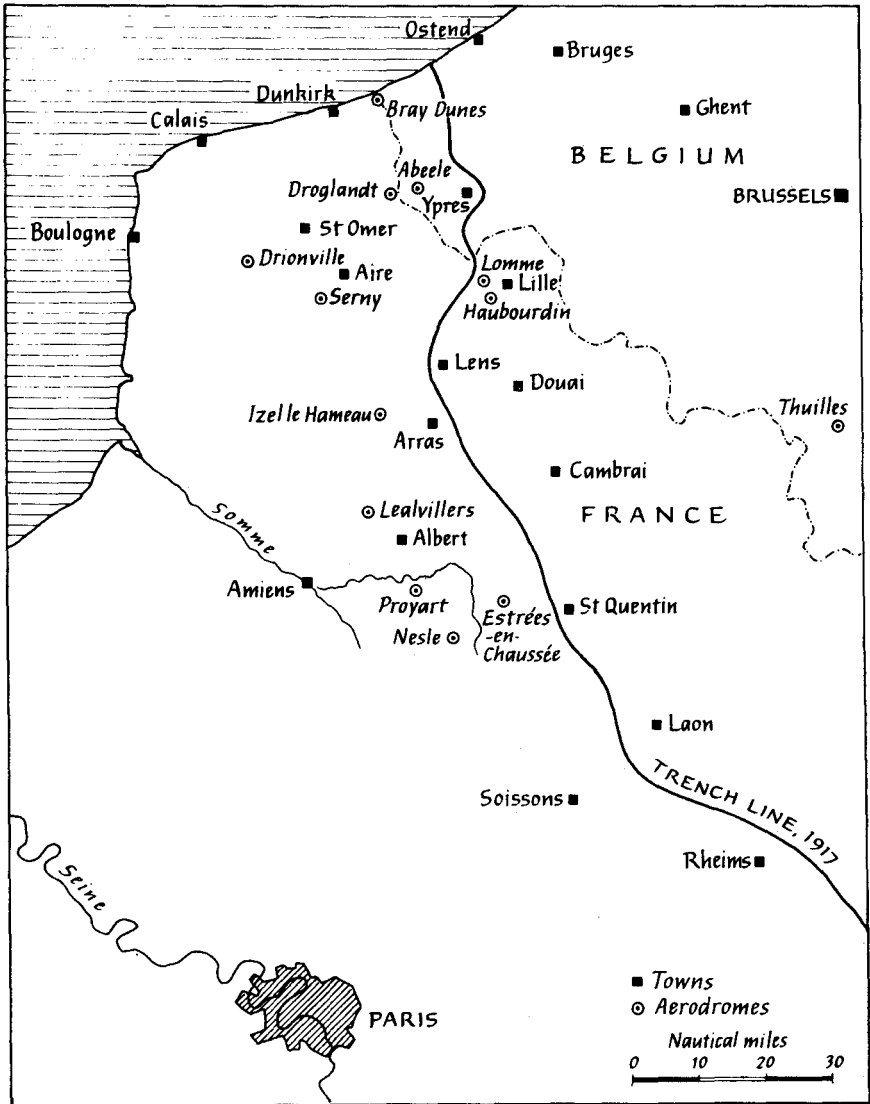 Ostend
Bruges
Dunkirk
Bray Dunes
Ghent
Calais
BELGIUM
Abeele
Droglandt
Ypres
BRUSSELS
Boulogne
St Omer
Drionville
Aire
Lomme
Lille
Serny
Haubourdin
Lens
Douai
Thuilles
Izel le Hameau
Arras
Cambrai
Somme
Lealvillers
FRANCE
Albert
Amiens
Proyart
Estrées
-en-
Chaussée
St Quentin
Nesle
Laon
TRENCH LINE, 1917
Soissons
Rheims
Seine
PARIS
Towns
Aerodromes
Nautical miles
0 10 20 30